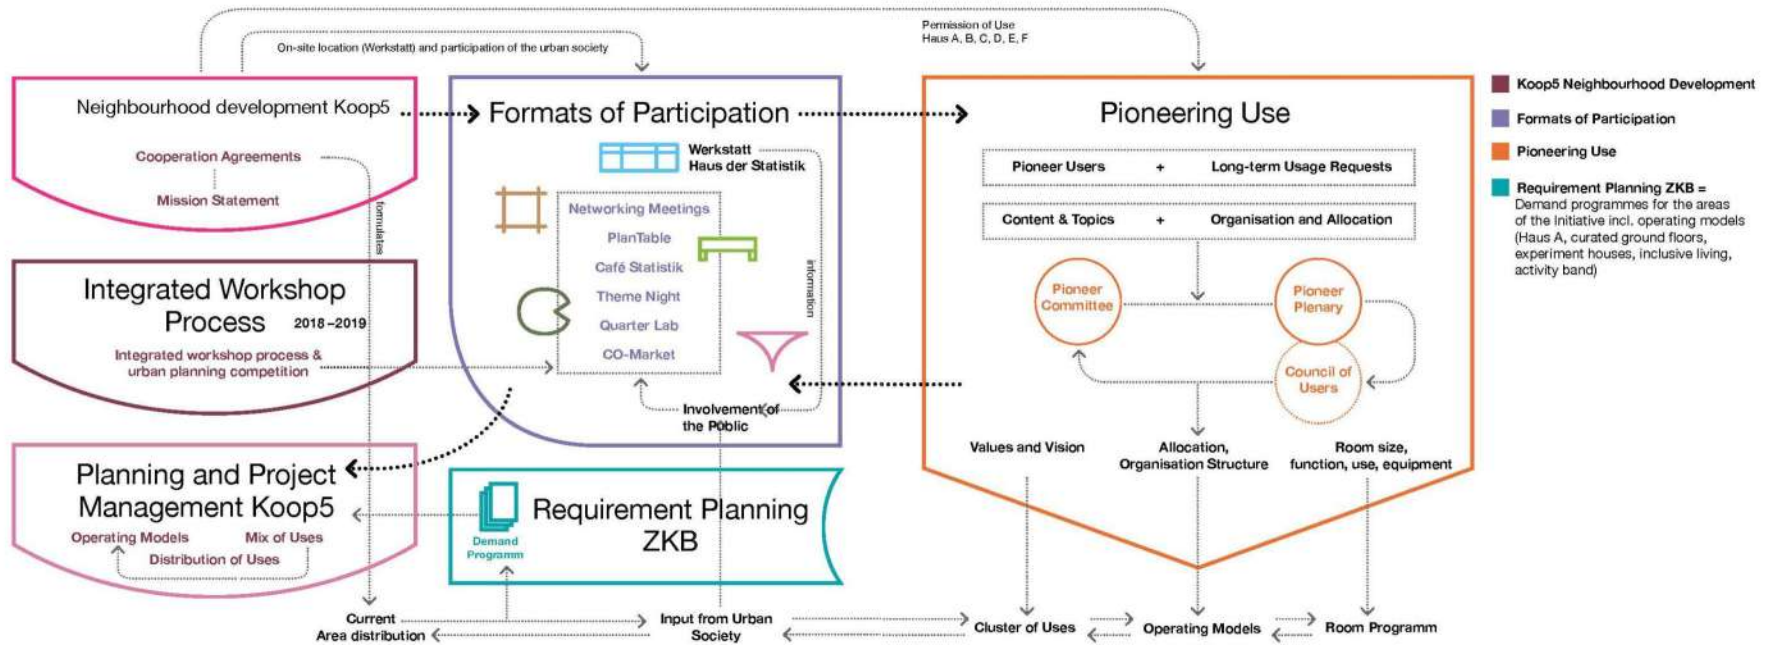 Permission of Use
Haus A, B, C, D, E, F
On-site location (Werkstatt) and participation of the urban society
Neighbourhood development Koop5
Cooperation Agreements
Mission Statement
formulates
Integrated Workshop
Process 2018–2019
Integrated workshop process &
urban planning competition
Planning and Project
Management Koop5
Operating Models
Mix of Uses
Distribution of Uses
Formats of Participation
Werkstatt
Haus der Statistik
Networking Meetings
PlanTable
Café Statistik
Theme Night
Quarter Lab
CO-Market
information
Involvement of
the Public
Requirement Planning
ZKB
Demand
Programm
Pioneering Use
Pioneer Users + Long-term Usage Requests
Content & Topics + Organisation and Allocation
Pioneer
Committee
Pioneer
Plenary
Council of
Users
Values and Vision
Allocation,
Organisation Structure
Room size,
function, use, equipment
Current
Area distribution
Input from Urban
Society
Cluster of Uses
Operating Models
Room Programm
Koop5 Neighbourhood Development
Formats of Participation
Pioneering Use
Requirement Planning ZKB =
Demand programmes for the areas
of the Initiative incl. operating models
(Haus A, curated ground floors,
experiment houses, inclusive living,
activity band)